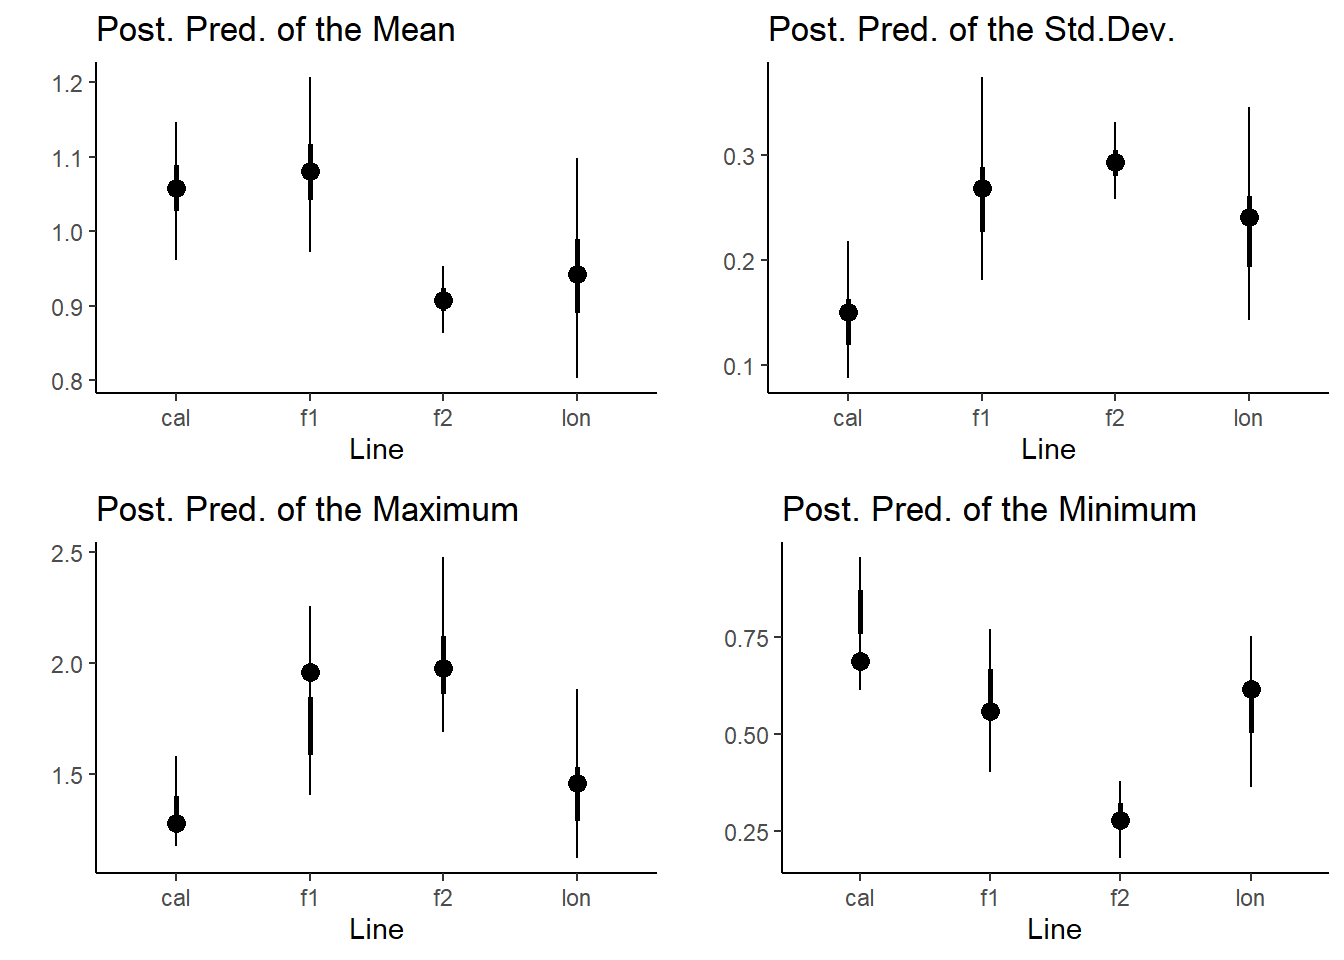 Post. Pred. of the Mean
1.2
1.1
1.0
0.9
0.8
cal f1 f2 lon
Line
Post. Pred. of the Std.Dev.
0.3
0.2
0.1
cal f1 f2 lon
Line
Post. Pred. of the Maximum
2.5
2.0
1.5
cal f1 f2 lon
Line
Post. Pred. of the Minimum
0.75
0.50
0.25
cal f1 f2 lon
Line